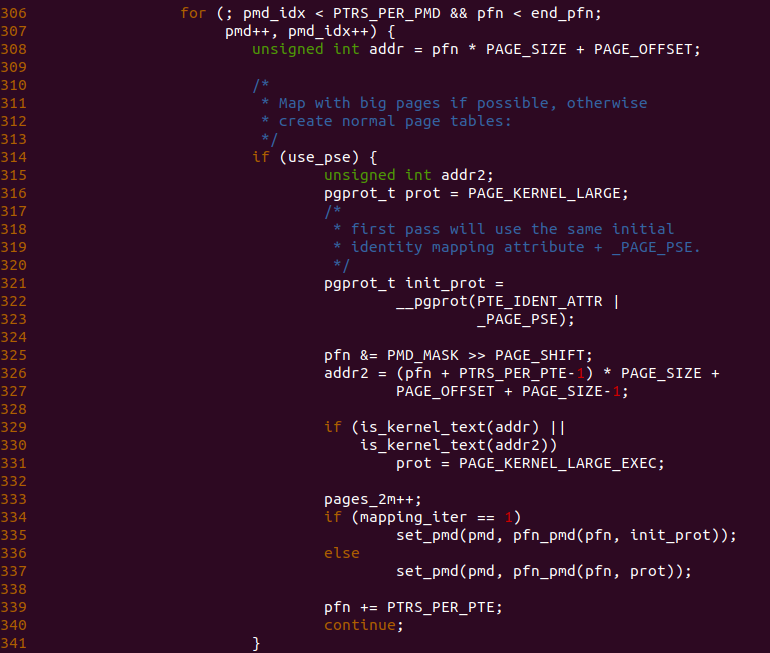 306                 for (; pmd_idx < PTRS_PER_PMD && pfn < end_pfn;
307                      pmd++, pmd_idx++) {
308                         unsigned int addr = pfn * PAGE_SIZE + PAGE_OFFSET;
309
310                         /*
311                          * Map with big pages if possible, otherwise
312                          * create normal page tables:
313                          */
314                         if (use_pse) {
315                                 unsigned int addr2;
316                                 pgprot_t prot = PAGE_KERNEL_LARGE;
317                                 /*
318                                  * first pass will use the same initial
319                                  * identity mapping attribute + _PAGE_PSE.
320                                  */
321                                 pgprot_t init_prot =
322                                         __pgprot(PTE_IDENT_ATTR |
323                                                  _PAGE_PSE);
324
325                                 pfn &= PMD_MASK >> PAGE_SHIFT;
326                                 addr2 = (pfn + PTRS_PER_PTE-1) * PAGE_SIZE +
327                                         PAGE_OFFSET + PAGE_SIZE-1;
328
329                                 if (is_kernel_text(addr) ||
330                                     is_kernel_text(addr2))
331                                         prot = PAGE_KERNEL_LARGE_EXEC;
332
333                                 pages_2m++;
334                                 if (mapping_iter == 1)
335                                         set_pmd(pmd, pfn_pmd(pfn, init_prot));
336                                 else
337                                         set_pmd(pmd, pfn_pmd(pfn, prot));
338
339                                 pfn += PTRS_PER_PTE;
340                                 continue;
341                         }